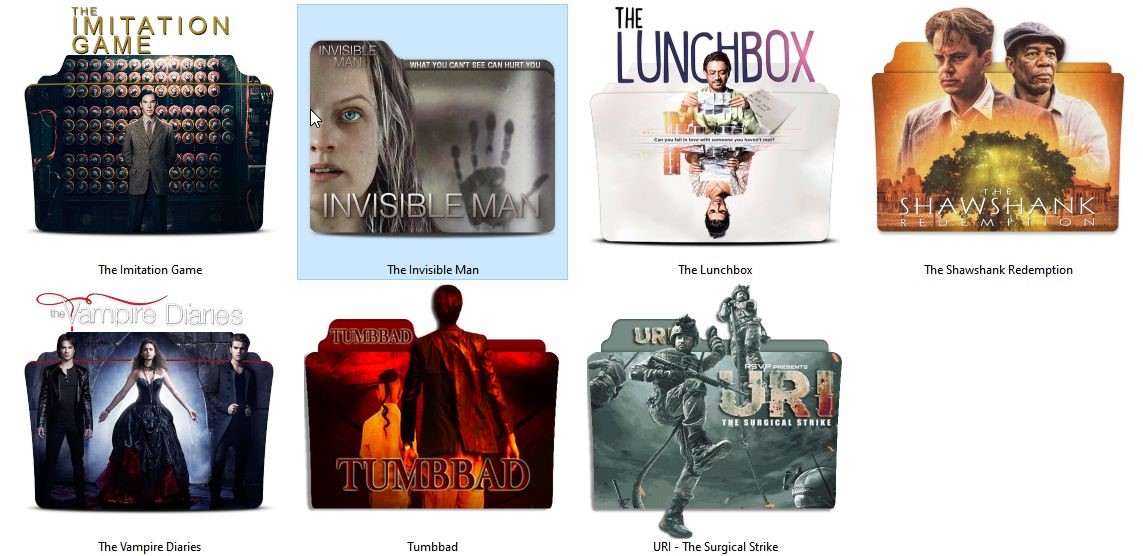 THE
IMITATION
GAME
The Imitation Game
INVISIBLE
MAN
WHAT YOU CAN'T SEE CAN HURT YOU
INVISIBLE MAN
The Invisible Man
THE
LUNCHBOX
Can you fall in love with someone you haven't met?
The Lunchbox
THE
SHAWSHANK
REDEMPTION
The Shawshank Redemption
the Vampire Diaries
The Vampire Diaries
TUMBBAD
TUMBBAD
Tumbbad
URI
RSVP PRESENTS
URI
THE SURGICAL STRIKE
URI - The Surgical Strike